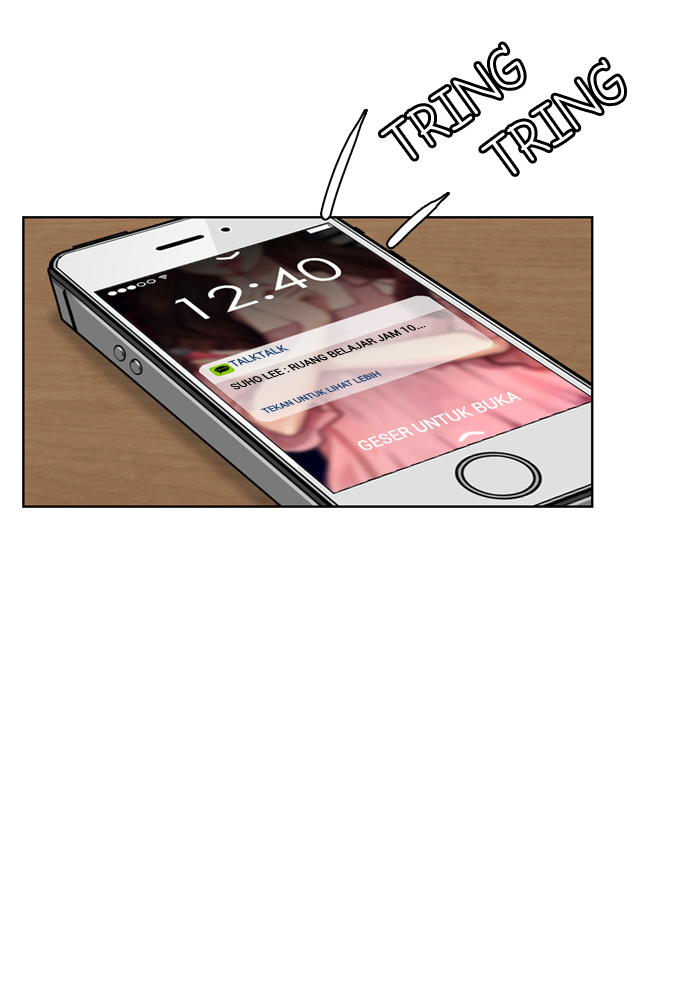 TRING
TRING
12:40
TALKTALK
SUHO LEE : RUANG BELAJAR JAM 10...
TEKAN UNTUK LIHAT LEBIH
GESER UNTUK BUKA